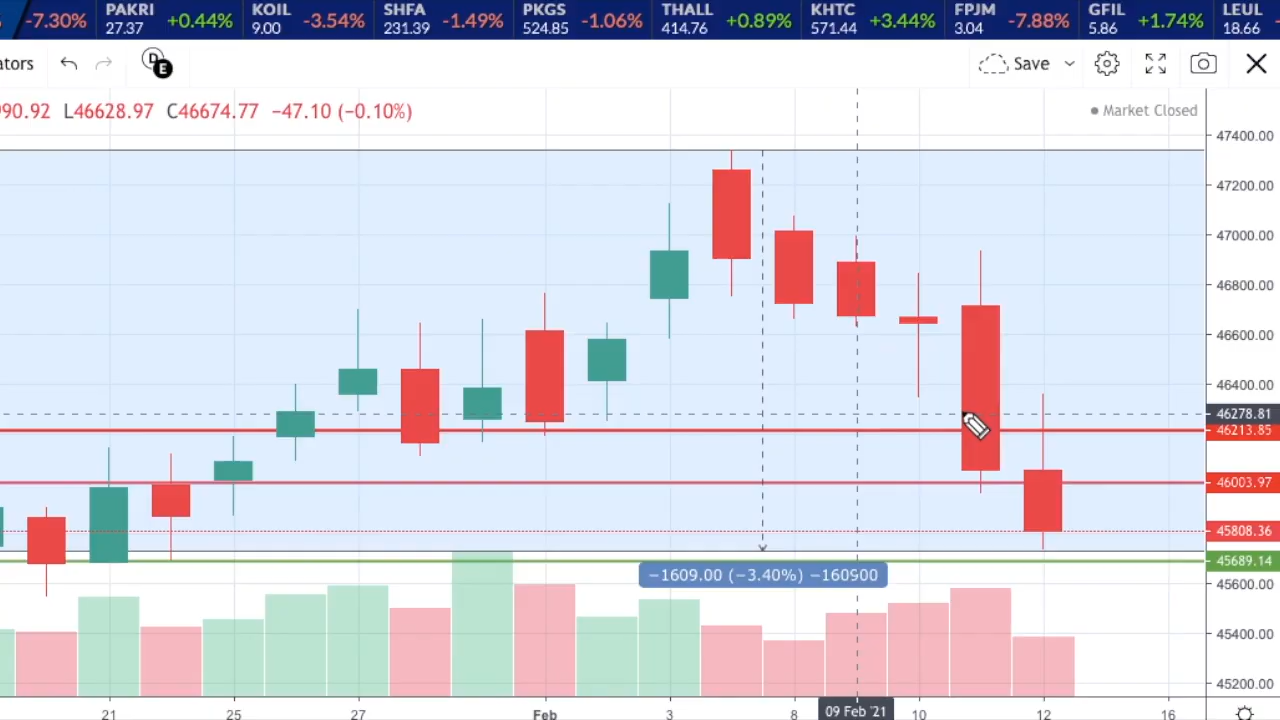 -7.30%
PAKRI
27.37
+0.44%
KOIL
9.00
-3.54%
SHFA
231.39
-1.49%
PKGS
524.85
-1.06%
THALL
414.76
+0.89%
KHTC
571.44
+3.44%
FPJM
3.04
-7.88%
GFIL
5.86
+1.74%
LEUL
18.66
ators
D
E
Save
90.92 L46628.97 C46674.77 −47.10 (−0.10%)
Market Closed
47400.00
47200.00
47000.00
46800.00
46600.00
46400.00
46278.81
46213.85
46003.97
45808.36
45689.14
−1609.00 (−3.40%) −160900
45600.00
45400.00
45200.00
21
25
27
Feb
3
8
09 Feb '21
10
12
16